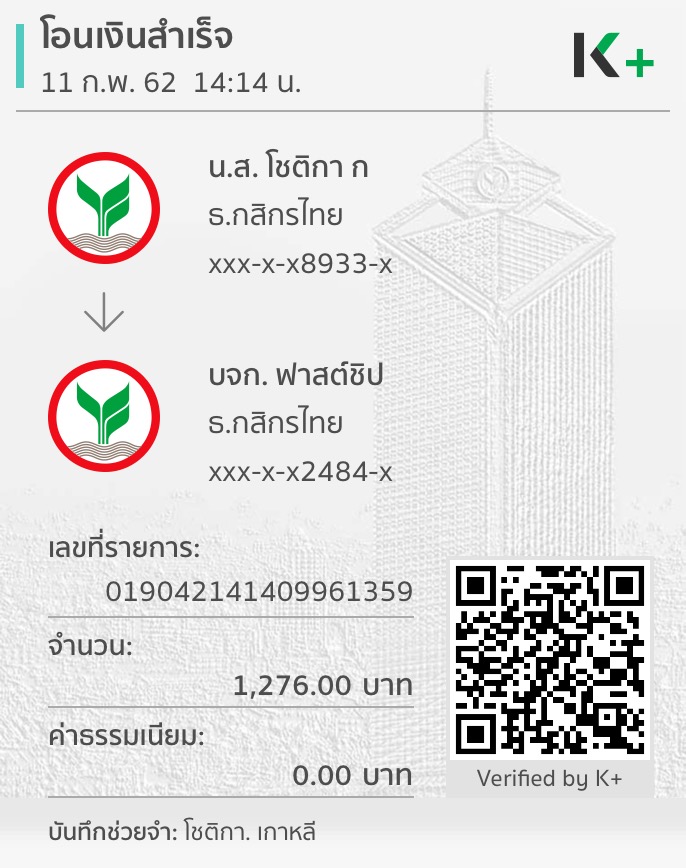 โอนเงินสำเร็จ
11 ก.พ. 62 14:14 น.
K+
น.ส. โชติกา ก
ธ.กสิกรไทย
xxx-x-x8933-x
บจก. ฟาสต์ชิป
ธ.กสิกรไทย
xxx-x-x2484-x
เลขที่รายการ:
019042141409961359
จำนวน:
1,276.00 บาท
ค่าธรรมเนียม:
0.00 บาท
Verified by K+
บันทึกช่วยจำ: โชติกา. เกาหลี